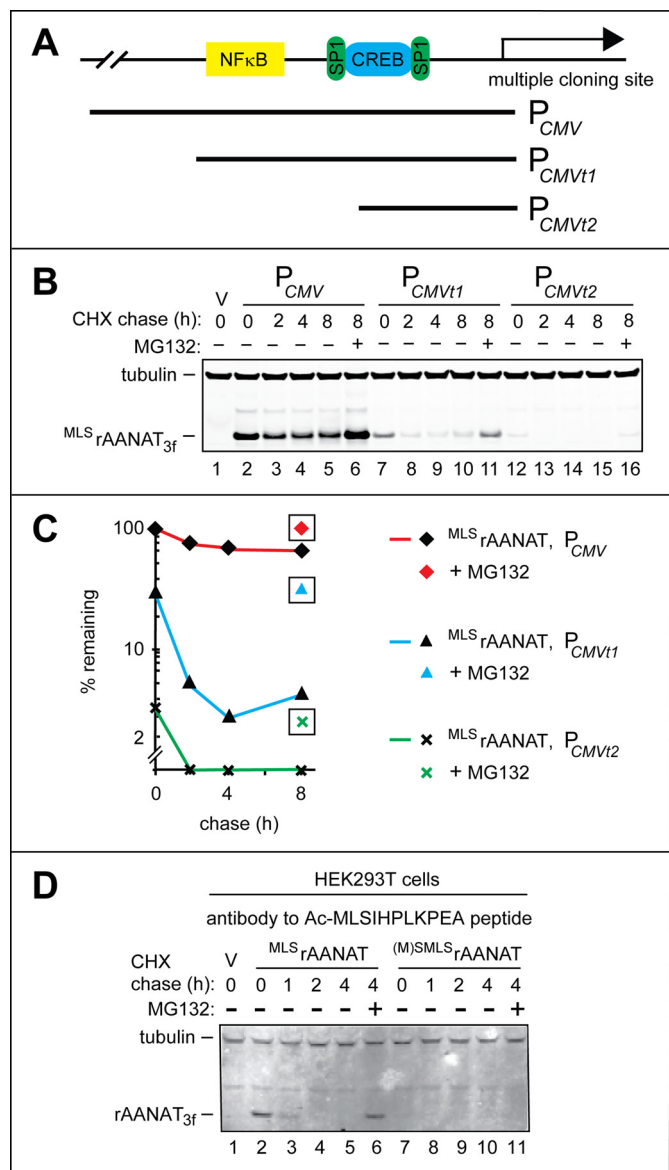 A
NFκB
SP1
CREB
SP1
multiple cloning site
PCMV
PCMVt1
PCMVt2
B
V PCMV PCMVt1 PCMVt2
CHX chase (h): 0 0 2 4 8 8 0 2 4 8 8 0 2 4 8 8
MG132: – – – – – + – – – – + – – – – +
tubulin –
MLSrAANAT3f –
1 2 3 4 5 6 7 8 9 10 11 12 13 14 15 16
C
100
10
2
% remaining
0 4 8
chase (h)
MLSrAANAT, PCMV
+ MG132
MLSrAANAT, PCMVt1
+ MG132
MLSrAANAT, PCMVt2
+ MG132
D
HEK293T cells
antibody to Ac-MLSIHPLKPEA peptide
CHX V MLSrAANAT (M)SMLSrAANAT
chase (h): 0 0 1 2 4 4 0 1 2 4 4
MG132: – – – – – + – – – – +
tubulin –
rAANAT3f –
1 2 3 4 5 6 7 8 9 10 11